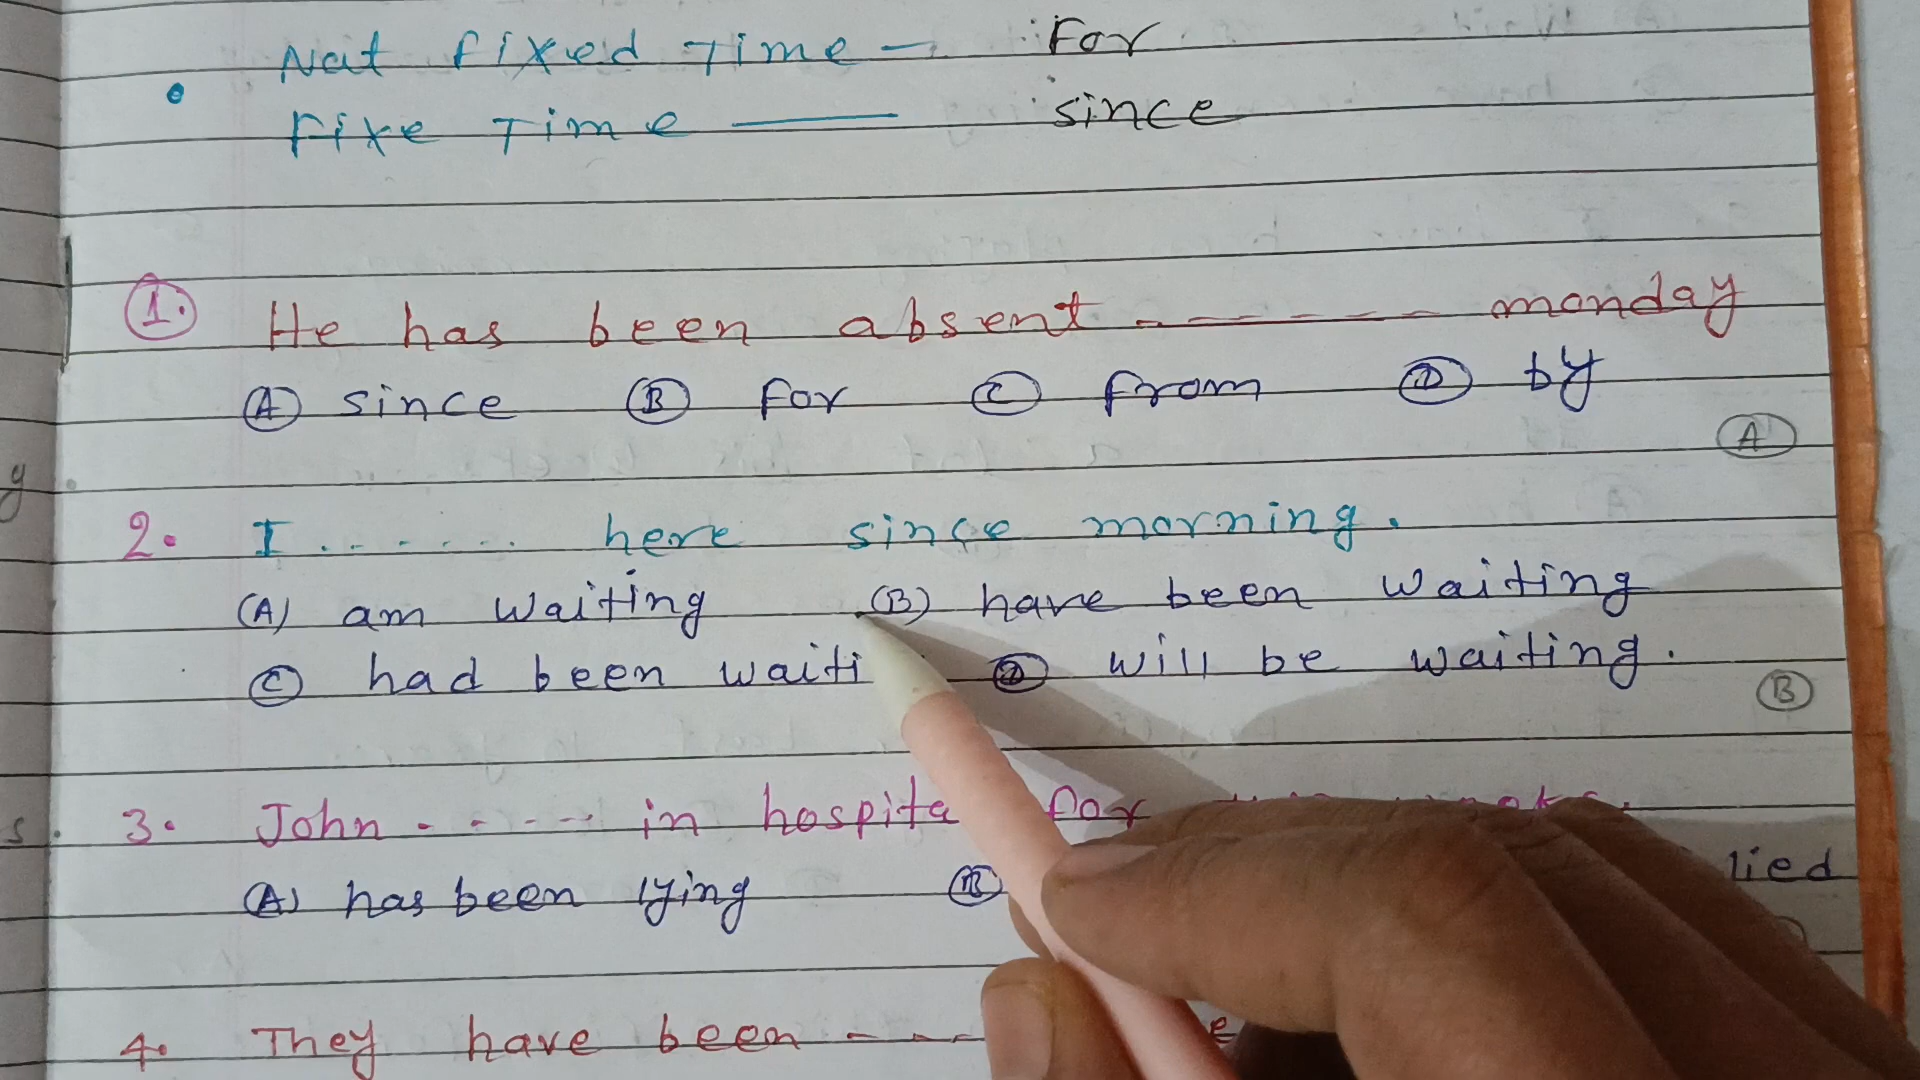 Nat fixed Time — For
• Fixe Time — since
1. He has been absent ------ monday
(A) since (B) for (C) from (D) by
(A)
2. I ....... here since morning.
(A) am waiting (B) have been waiting
(C) had been waiti (D) will be waiting.
(B)
3. John ----- in hospita for
(A) has been lying (B) lied
4. They have been ----